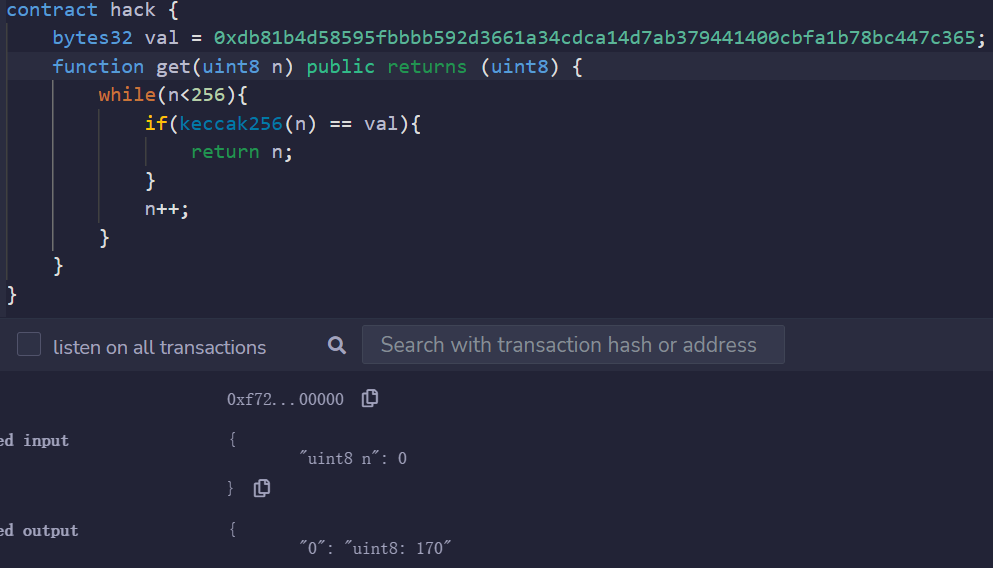 contract hack {
bytes32 val = 0xdb81b4d58595fbbbb592d3661a34cdca14d7ab379441400cbfa1b78bc447c365;
function get(uint8 n) public returns (uint8) {
while(n<256){
if(keccak256(n) == val){
return n;
}
n++;
}
}
}
listen on all transactions
Search with transaction hash or address
0xf72...00000
ed input
{
"uint8 n": 0
}
ed output
{
"0": "uint8: 170"